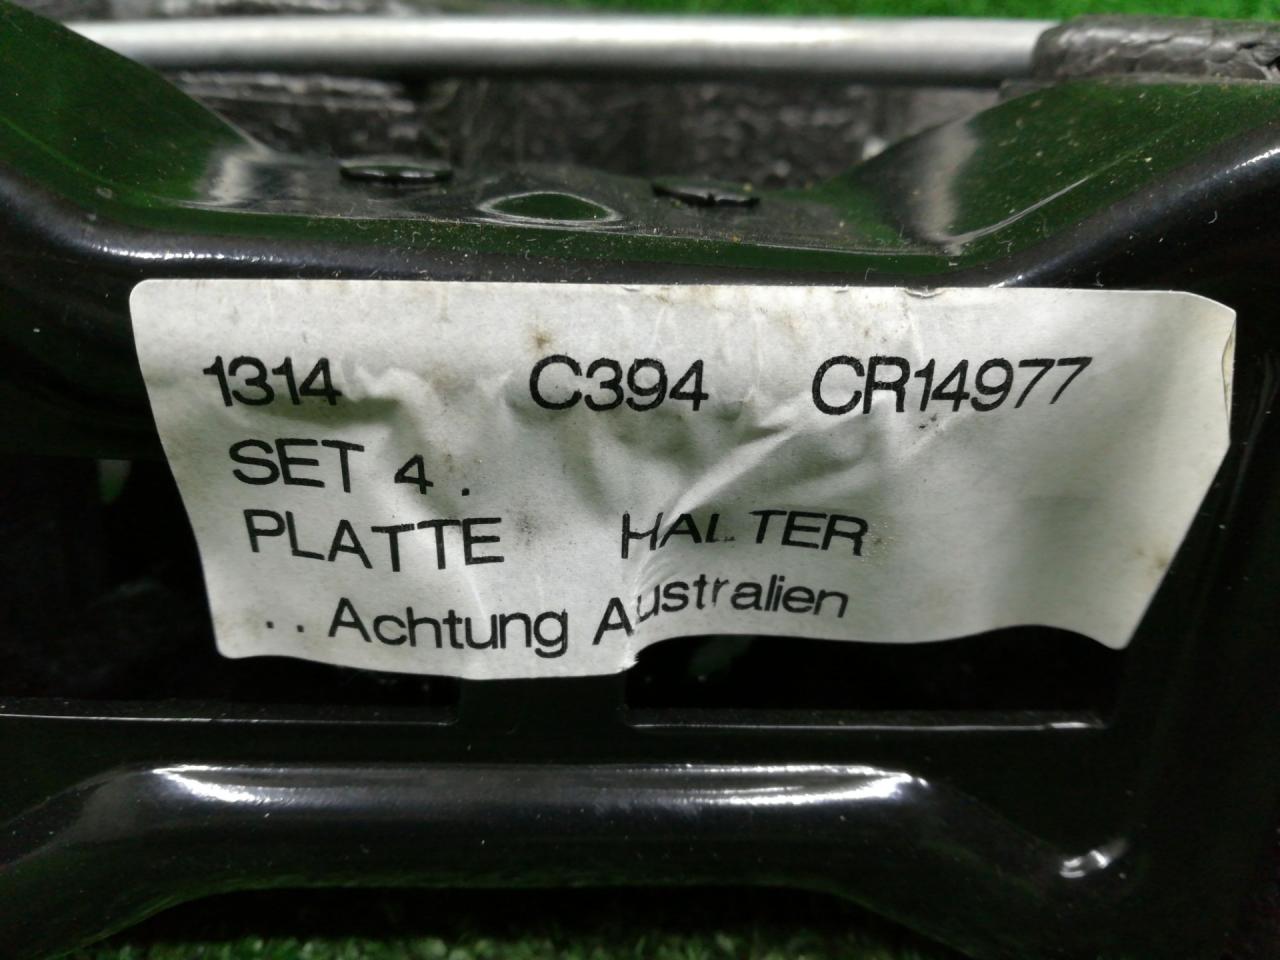 1314 C394 CR14977
SET 4 .
PLATTE HALTER
. . Achtung Australien